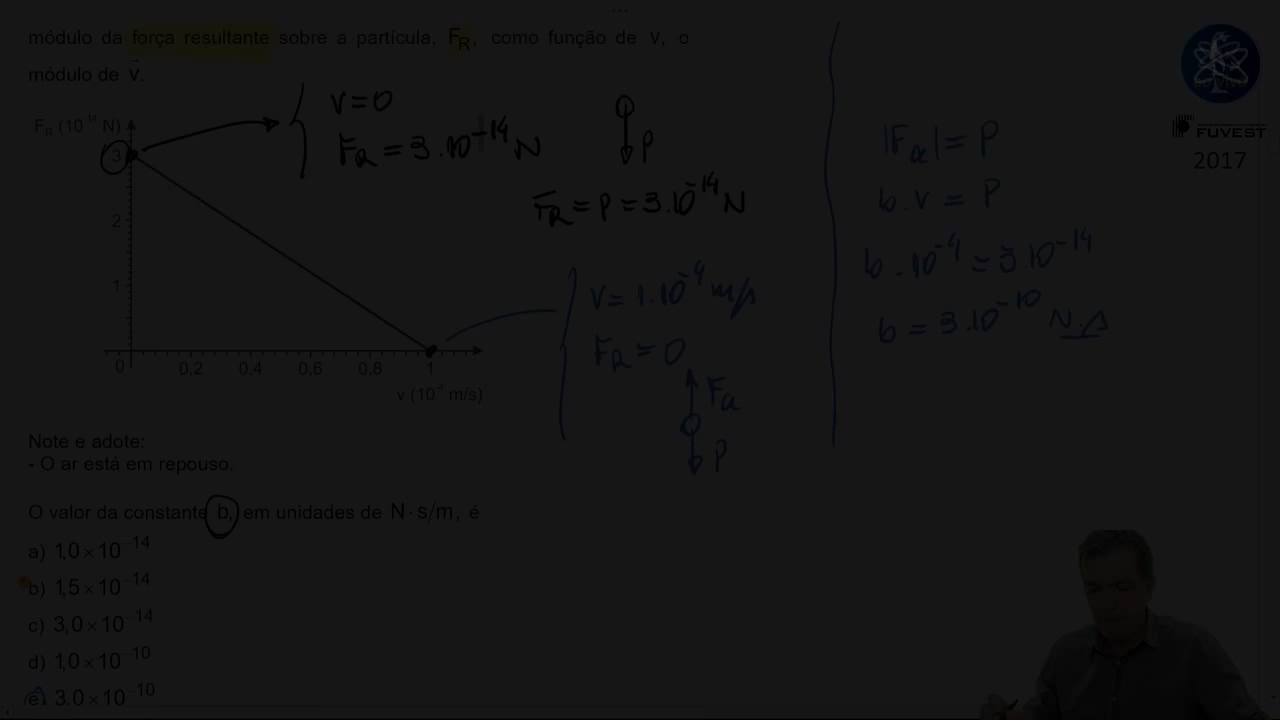 módulo da força resultante sobre a partícula, F_R, como função de v, o
módulo de v⃗.
F_R (10⁻¹⁴ N)
3
2
1
0
0,2
0,4
0,6
0,8
1
v (10⁻⁴ m/s)
v = 0
F_R = 3.10⁻¹⁴ N
P
F_R = P = 3.10⁻¹⁴ N
v = 1.10⁻⁴ m/s
F_R = 0
F_a
P
|F_a| = P
b.v = P
b.10⁻⁴ = 3.10⁻¹⁴
b = 3.10⁻¹⁰ N.s
FUVEST
2017
Note e adote:
- O ar está em repouso.
O valor da constante b, em unidades de N·s/m, é
a) 1,0×10⁻¹⁴
b) 1,5×10⁻¹⁴
c) 3,0×10⁻¹⁴
d) 1,0×10⁻¹⁰
e) 3.0×10⁻¹⁰